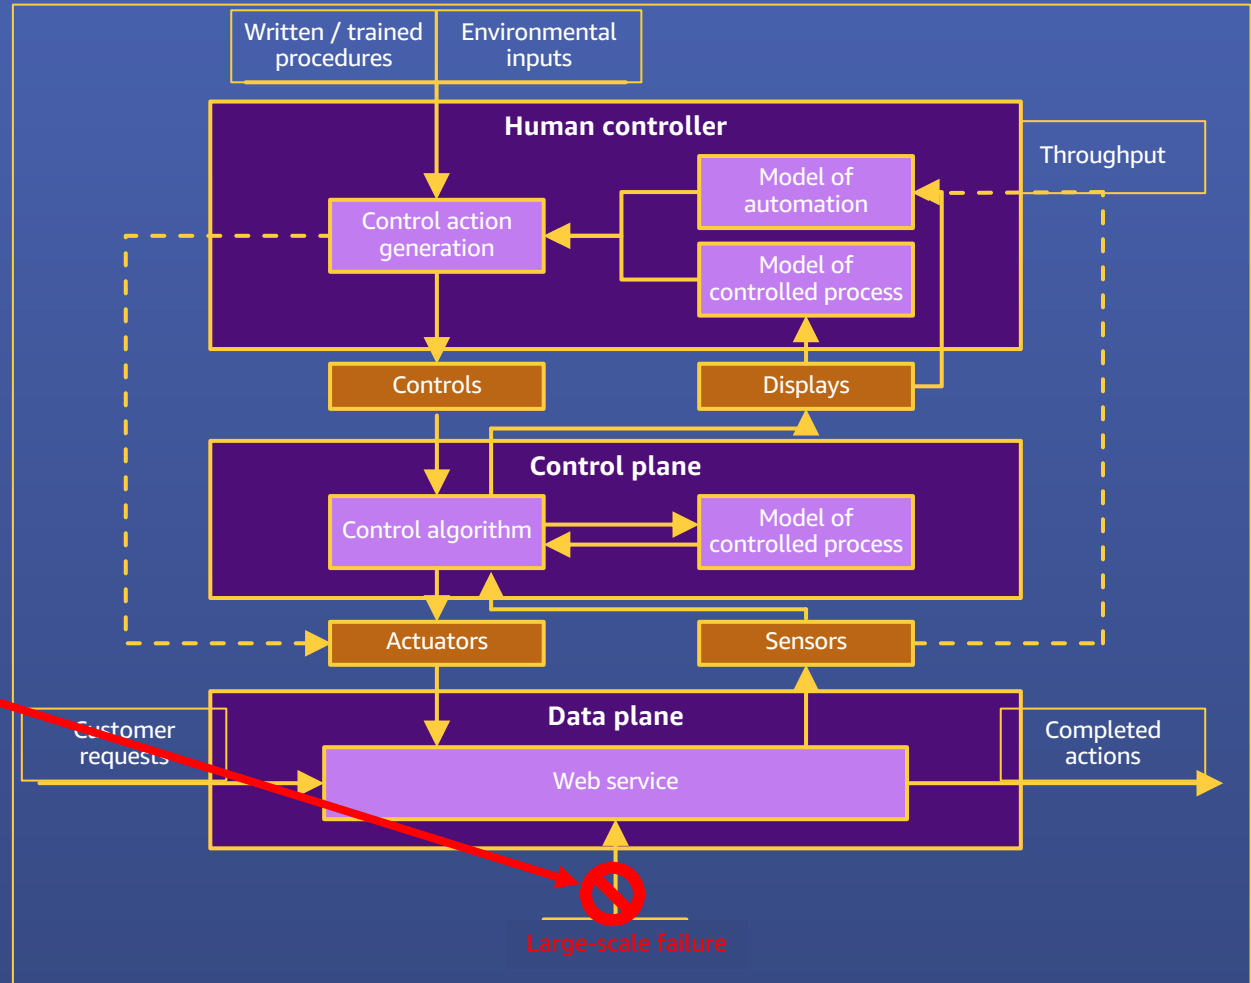 Written / trained
procedures
Environmental
inputs
Human controller
Throughput
Model of
automation
Control action
generation
Model of
controlled process
Controls
Displays
Control plane
Control algorithm
Model of
controlled process
Actuators
Sensors
Data plane
Customer
requests
Completed
actions
Web service
Large-scale failure